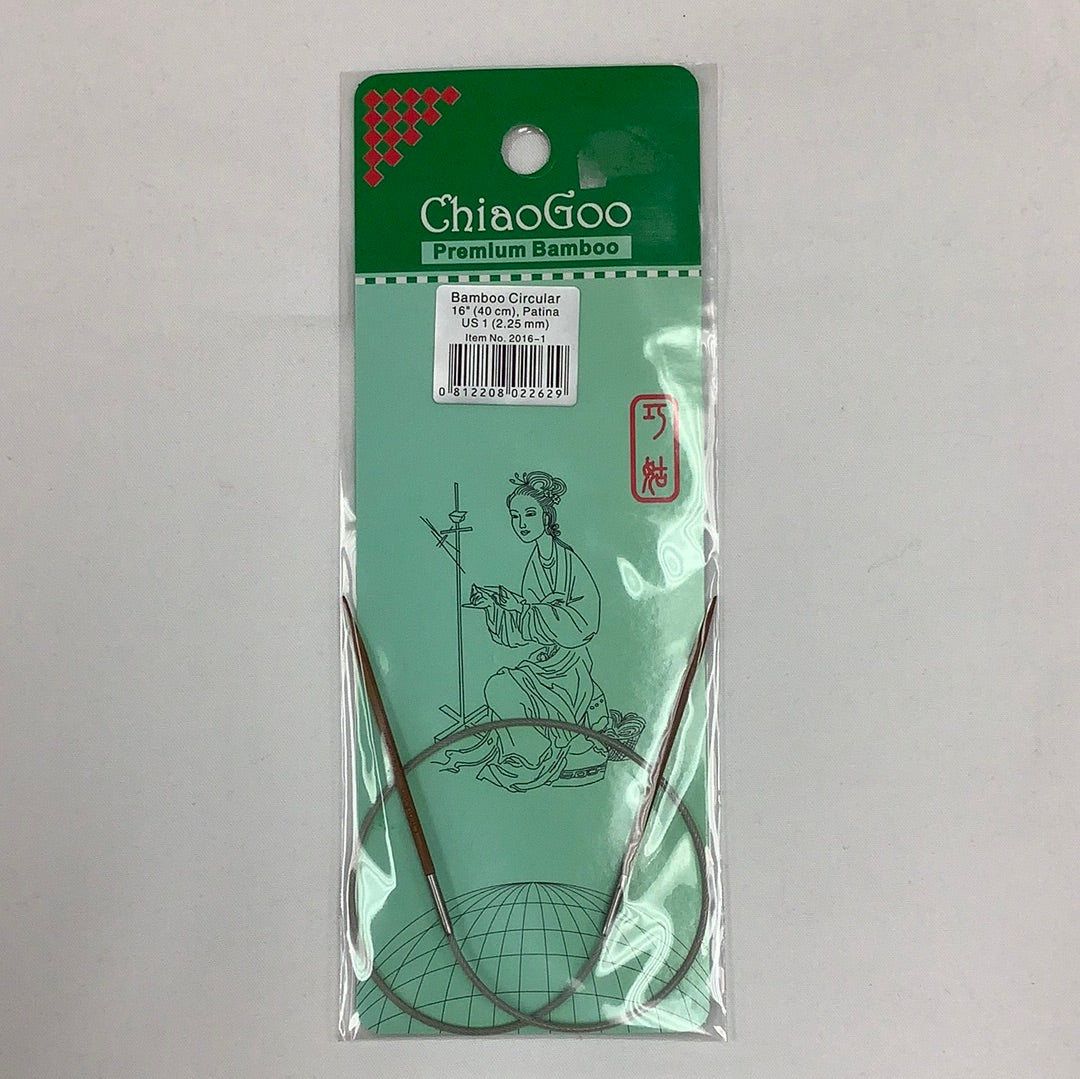 ChiaoGoo
Premium Bamboo
Bamboo Circular
16" (40 cm), Patina
US 1 (2.25 mm)
Item No. 2016-1
0 812208 022629
巧
姑